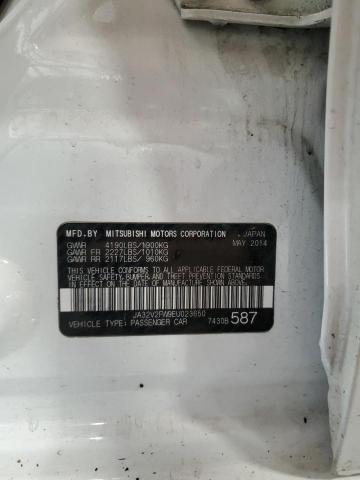 MFD.BY MITSUBISHI MOTORS CORPORATION JAPAN
GVWR 4190LBS/1900KG MAY 2014
GAWR FR 2227LBS/1010KG
GAWR RR 2117LBS/ 960KG
THIS VEHICLE CONFORMS TO ALL APPLICABLE FEDERAL MOTOR
VEHICLE SAFETY, BUMPER AND THEFT PREVENTION STANDARDS
IN EFFECT ON THE DATE OF MANUFACTURE SHOWN ABOVE.
JA32V2FW9EU023650
VEHICLE TYPE: PASSENGER CAR 7430B 587